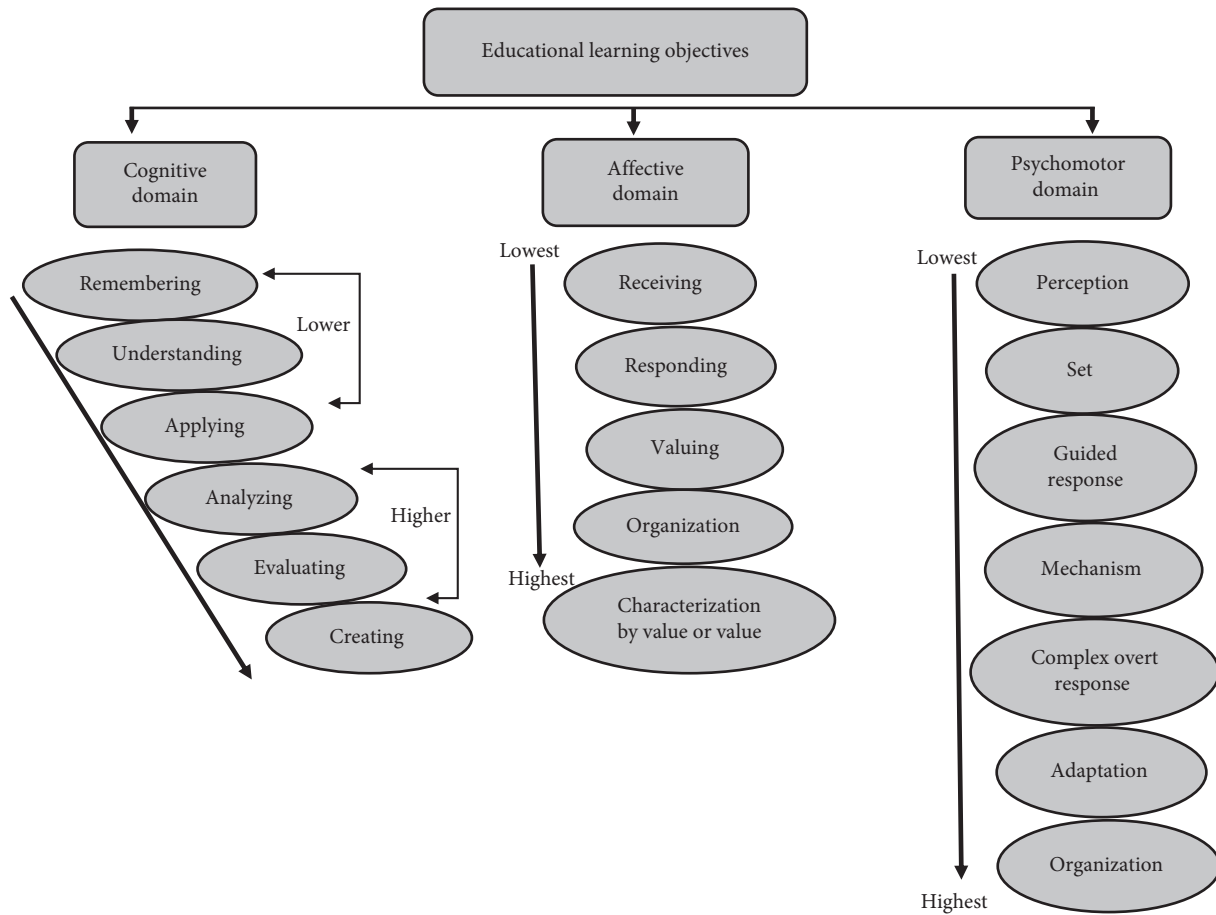 Educational learning objectives
Cognitive
domain
Remembering
Understanding
Applying
Analyzing
Evaluating
Creating
Lower
Higher
Affective
domain
Lowest
Receiving
Responding
Valuing
Organization
Highest
Characterization
by value or value
Psychomotor
domain
Lowest
Perception
Set
Guided
response
Mechanism
Complex overt
response
Adaptation
Organization
Highest